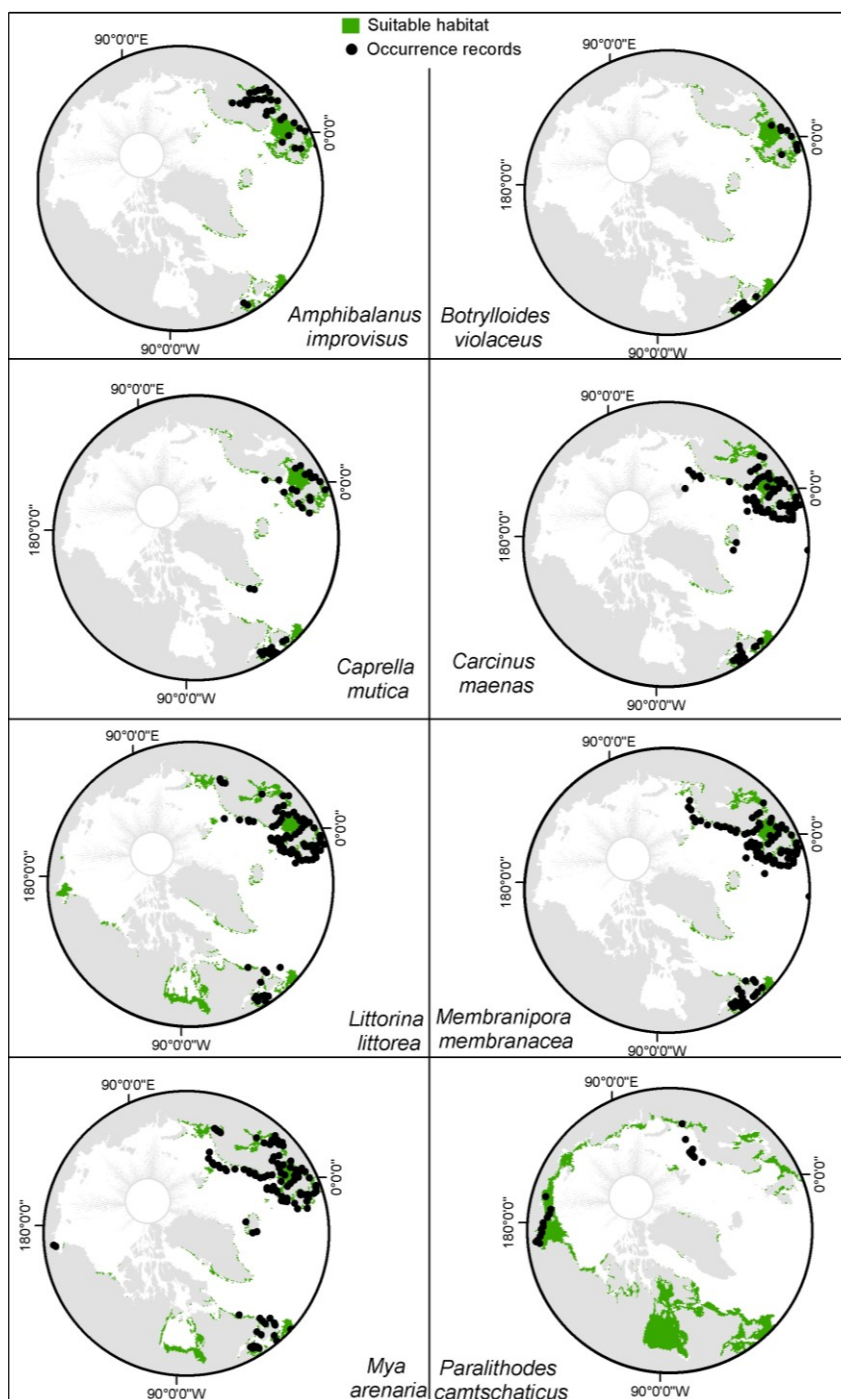 Suitable habitat
Occurrence records
90°0'0"E
0°0'0"
90°0'0"W
Amphibalanus
improvisus
90°0'0"E
0°0'0"
180°0'0"
90°0'0"W
Botrylloides
violaceus
90°0'0"E
0°0'0"
180°0'0"
90°0'0"W
Caprella
mutica
90°0'0"E
0°0'0"
180°0'0"
90°0'0"W
Carcinus
maenas
90°0'0"E
0°0'0"
180°0'0"
90°0'0"W
Littorina
littorea
90°0'0"E
0°0'0"
180°0'0"
90°0'0"W
Membranipora
membranacea
90°0'0"E
0°0'0"
180°0'0"
90°0'0"W
Mya
arenaria
90°0'0"E
0°0'0"
180°0'0"
90°0'0"W
Paralithodes
camtschaticus